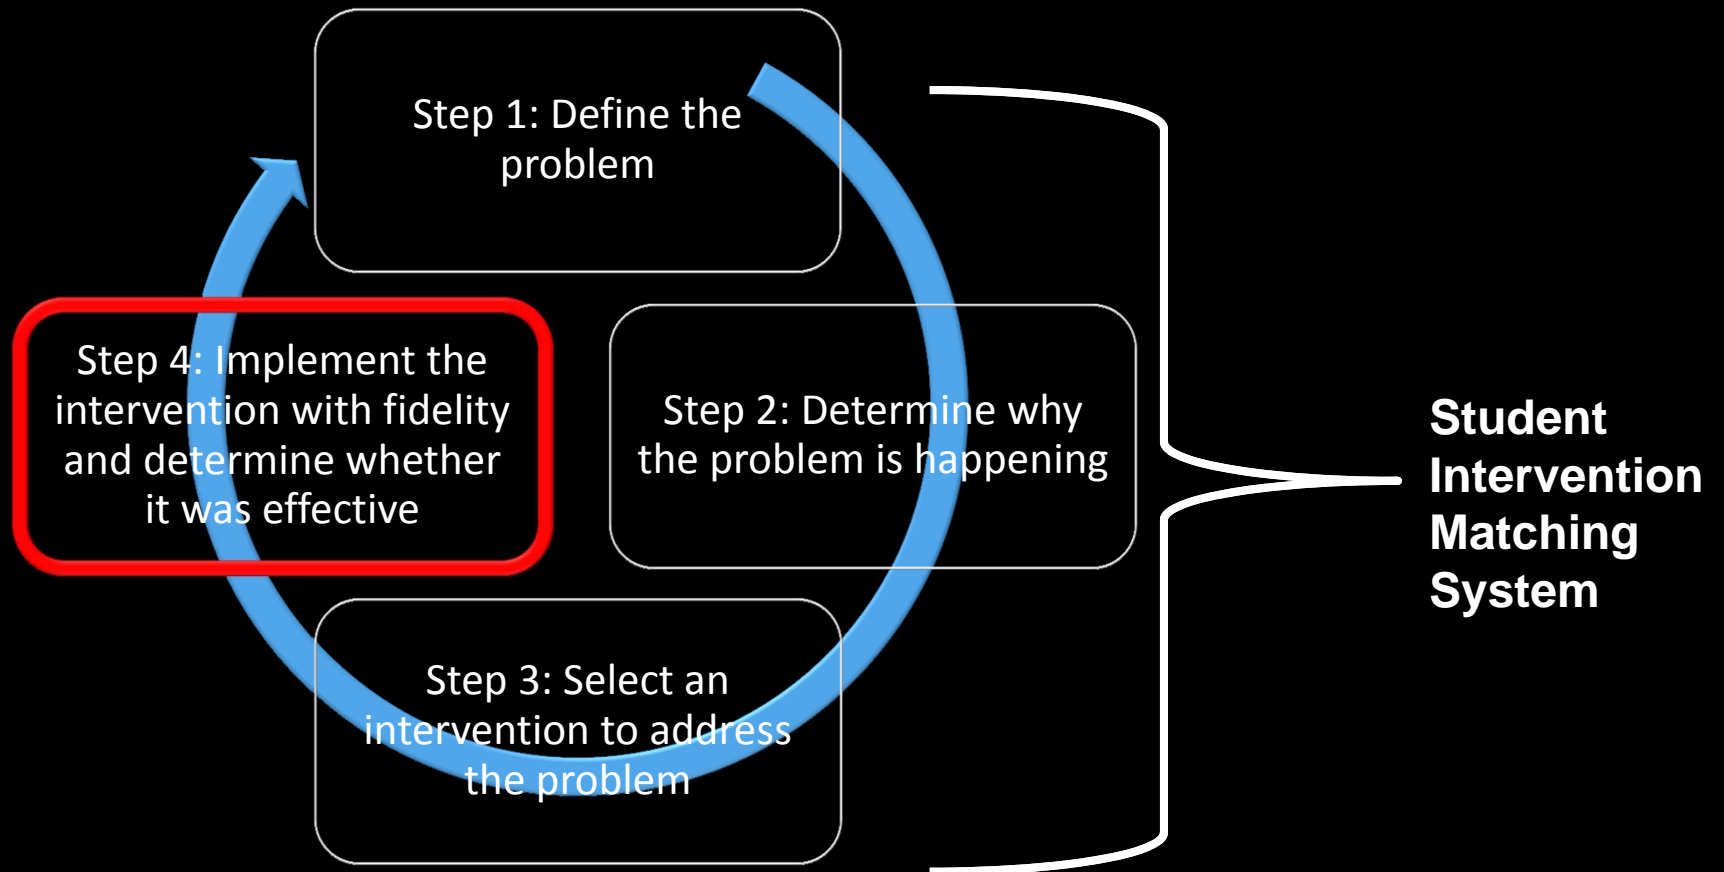 Step 1: Define the
problem
Step 2: Determine why
the problem is happening
Step 3: Select an
intervention to address
the problem
Step 4: Implement the
intervention with fidelity
and determine whether
it was effective
Student
Intervention
Matching
System